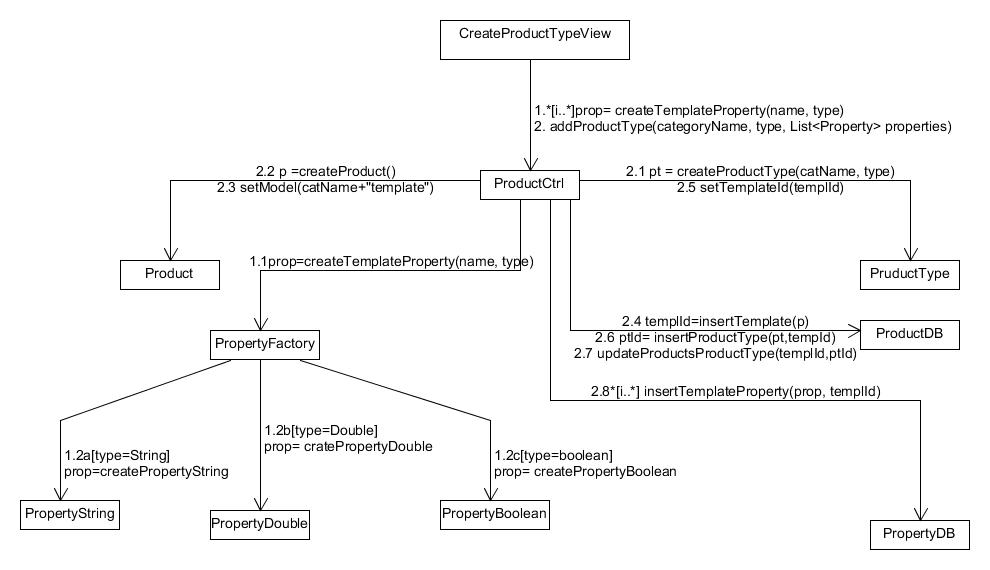 CreateProductTypeView
1.*[i..*]prop= createTemplateProperty(name, type)
2. addProductType(categoryName, type, List<Property> properties)
2.2 p =createProduct()
2.3 setModel(catName+"template")
ProductCtrl
2.1 pt = createProductType(catName, type)
2.5 setTemplateId(templId)
1.1prop=createTemplateProperty(name, type)
Product
PruductType
2.4 templId=insertTemplate(p)
2.6 ptId= insertProductType(pt,tempId)
2.7 updateProductsProductType(templId,ptId)
ProductDB
PropertyFactory
2.8*[i..*] insertTemplateProperty(prop, templId)
1.2a[type=String]
prop=createPropertyString
1.2b[type=Double]
prop= cratePropertyDouble
1.2c[type=boolean]
prop= createPropertyBoolean
PropertyString
PropertyDouble
PropertyBoolean
PropertyDB